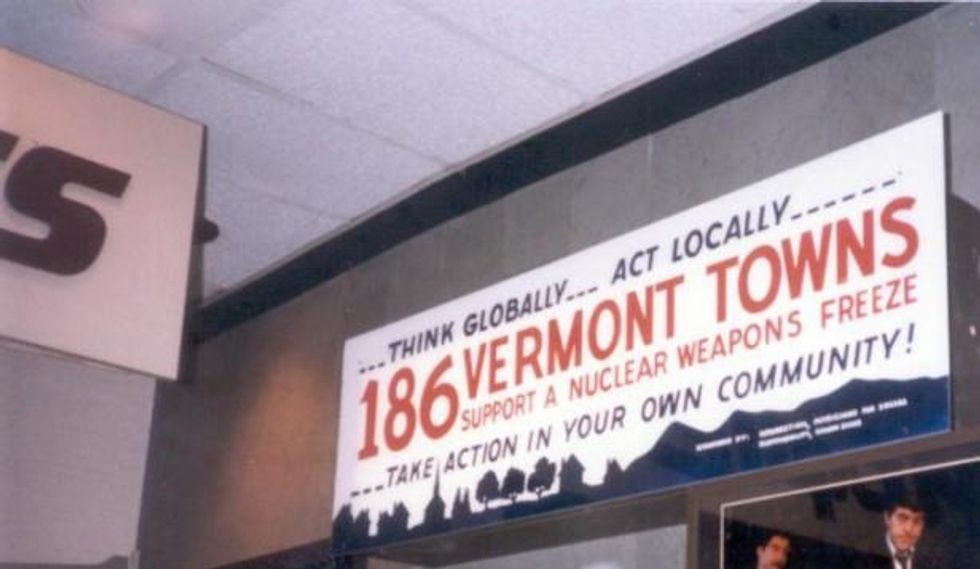 S
---THINK GLOBALLY--- ACT LOCALLY------
186 VERMONT TOWNS
SUPPORT A NUCLEAR WEAPONS FREEZE
---TAKE ACTION IN YOUR OWN COMMUNITY!